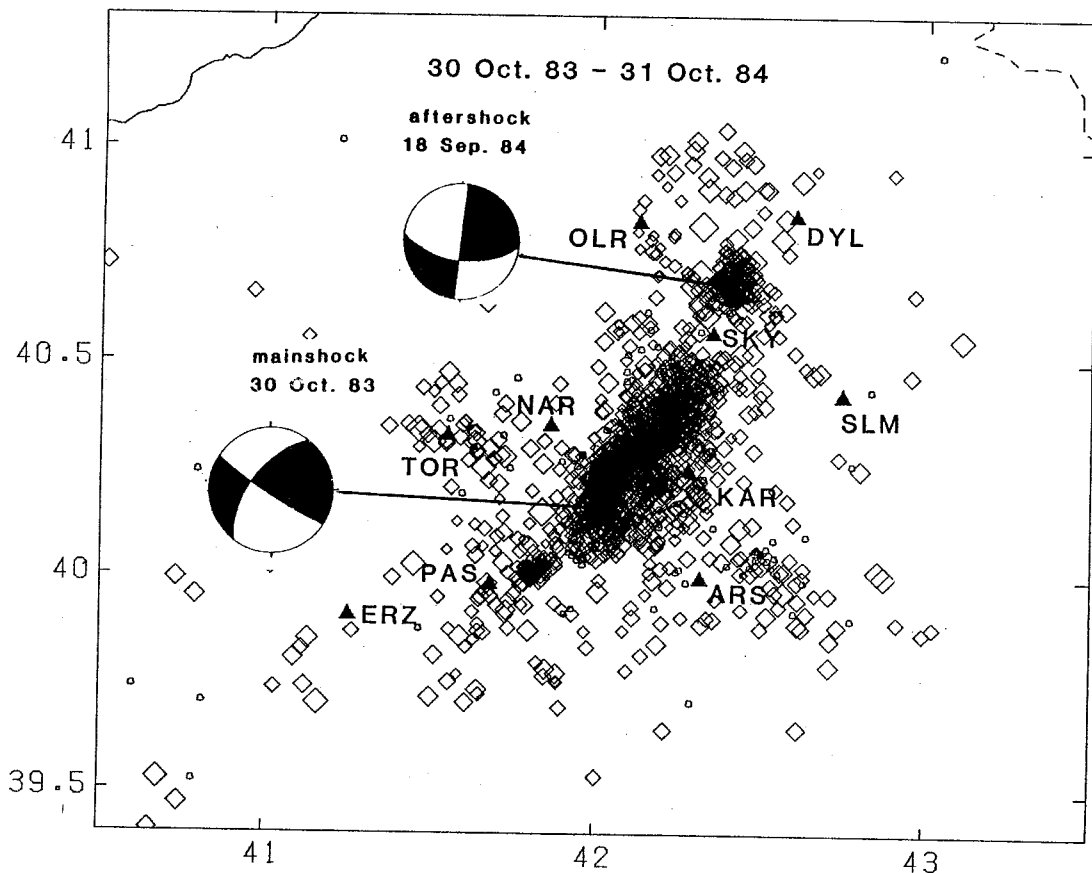 30 Oct. 83 – 31 Oct. 84
aftershock
18 Sep. 84
41
OLR
DYL
SKY
40.5
mainshock
30 Oct. 83
NAR
SLM
TOR
KAR
40
PAS
ARS
ERZ
39.5
41
42
43